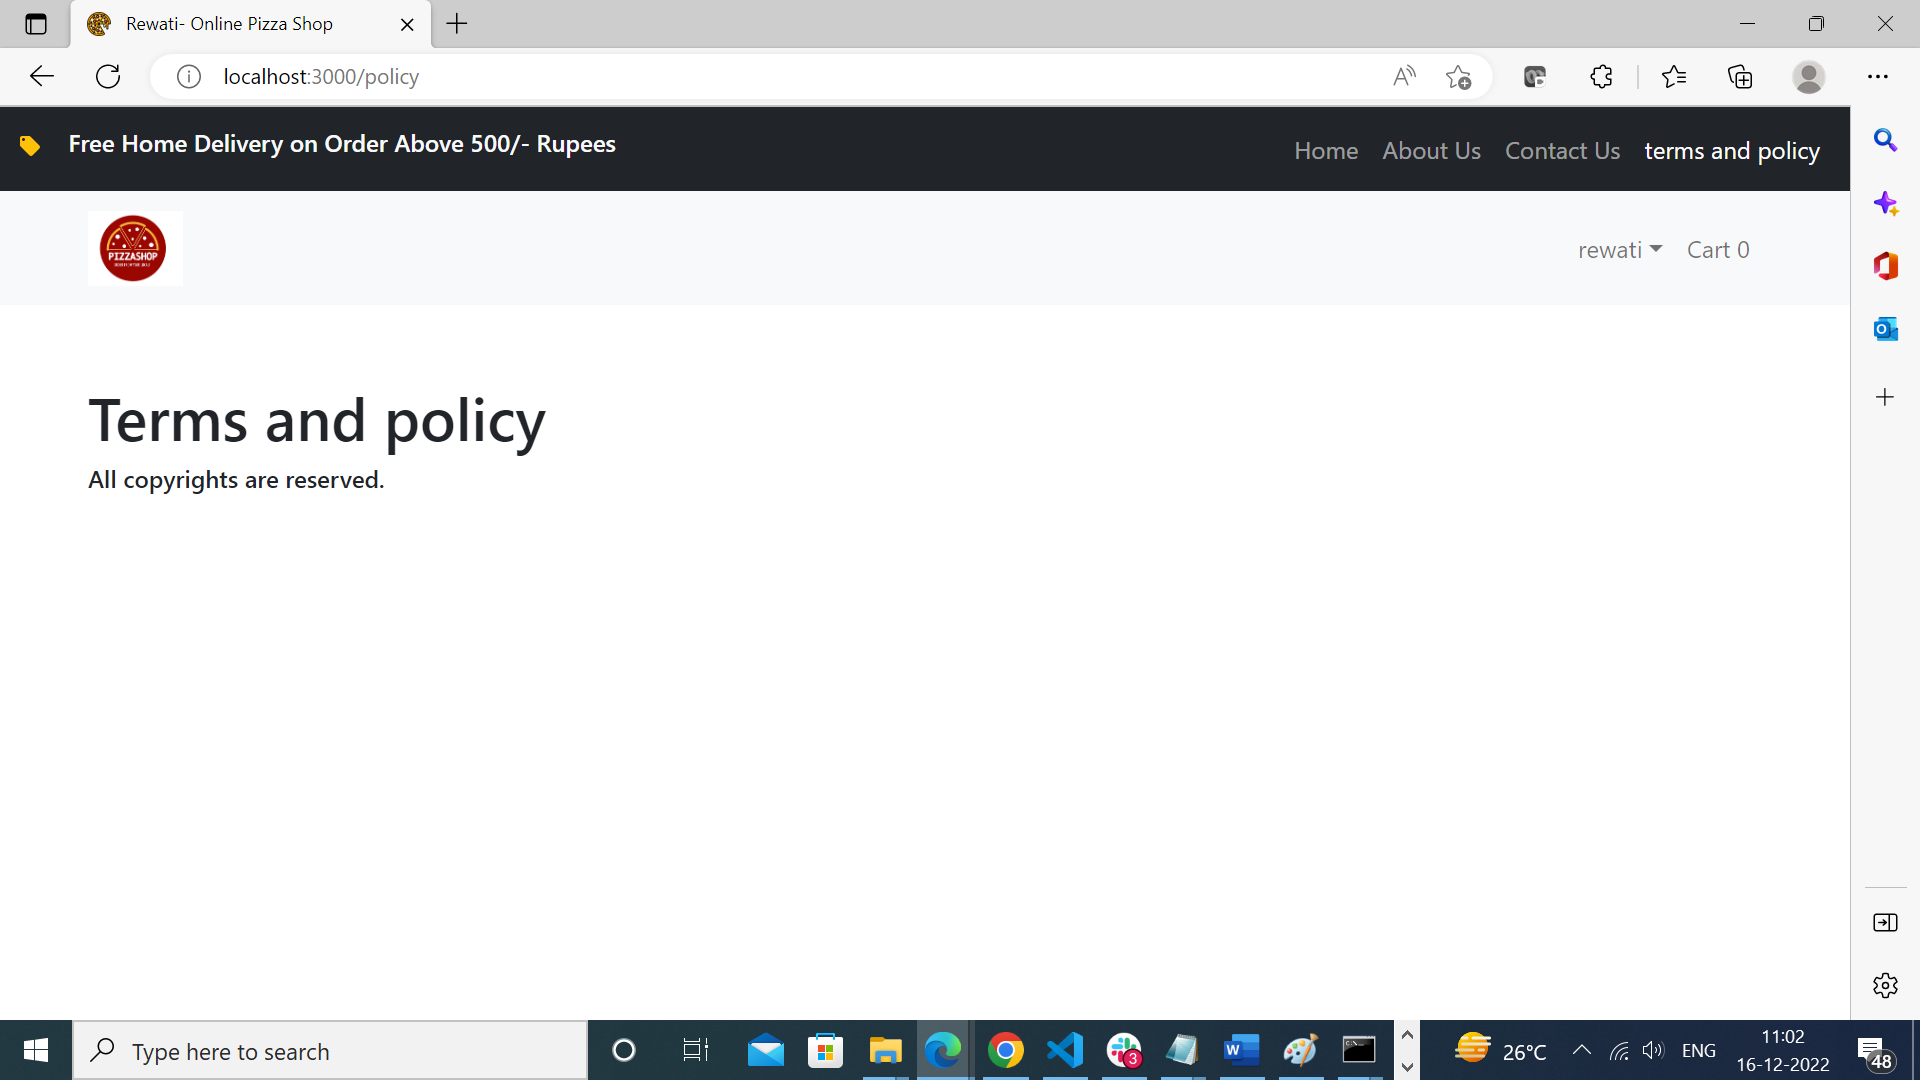 Rewati- Online Pizza Shop
localhost:3000/policy
Free Home Delivery on Order Above 500/- Rupees
Home About Us Contact Us terms and policy
PIZZASHOP
rewati Cart 0
Terms and policy
All copyrights are reserved.
Type here to search
3
26°C
ENG
11:02
16-12-2022
48